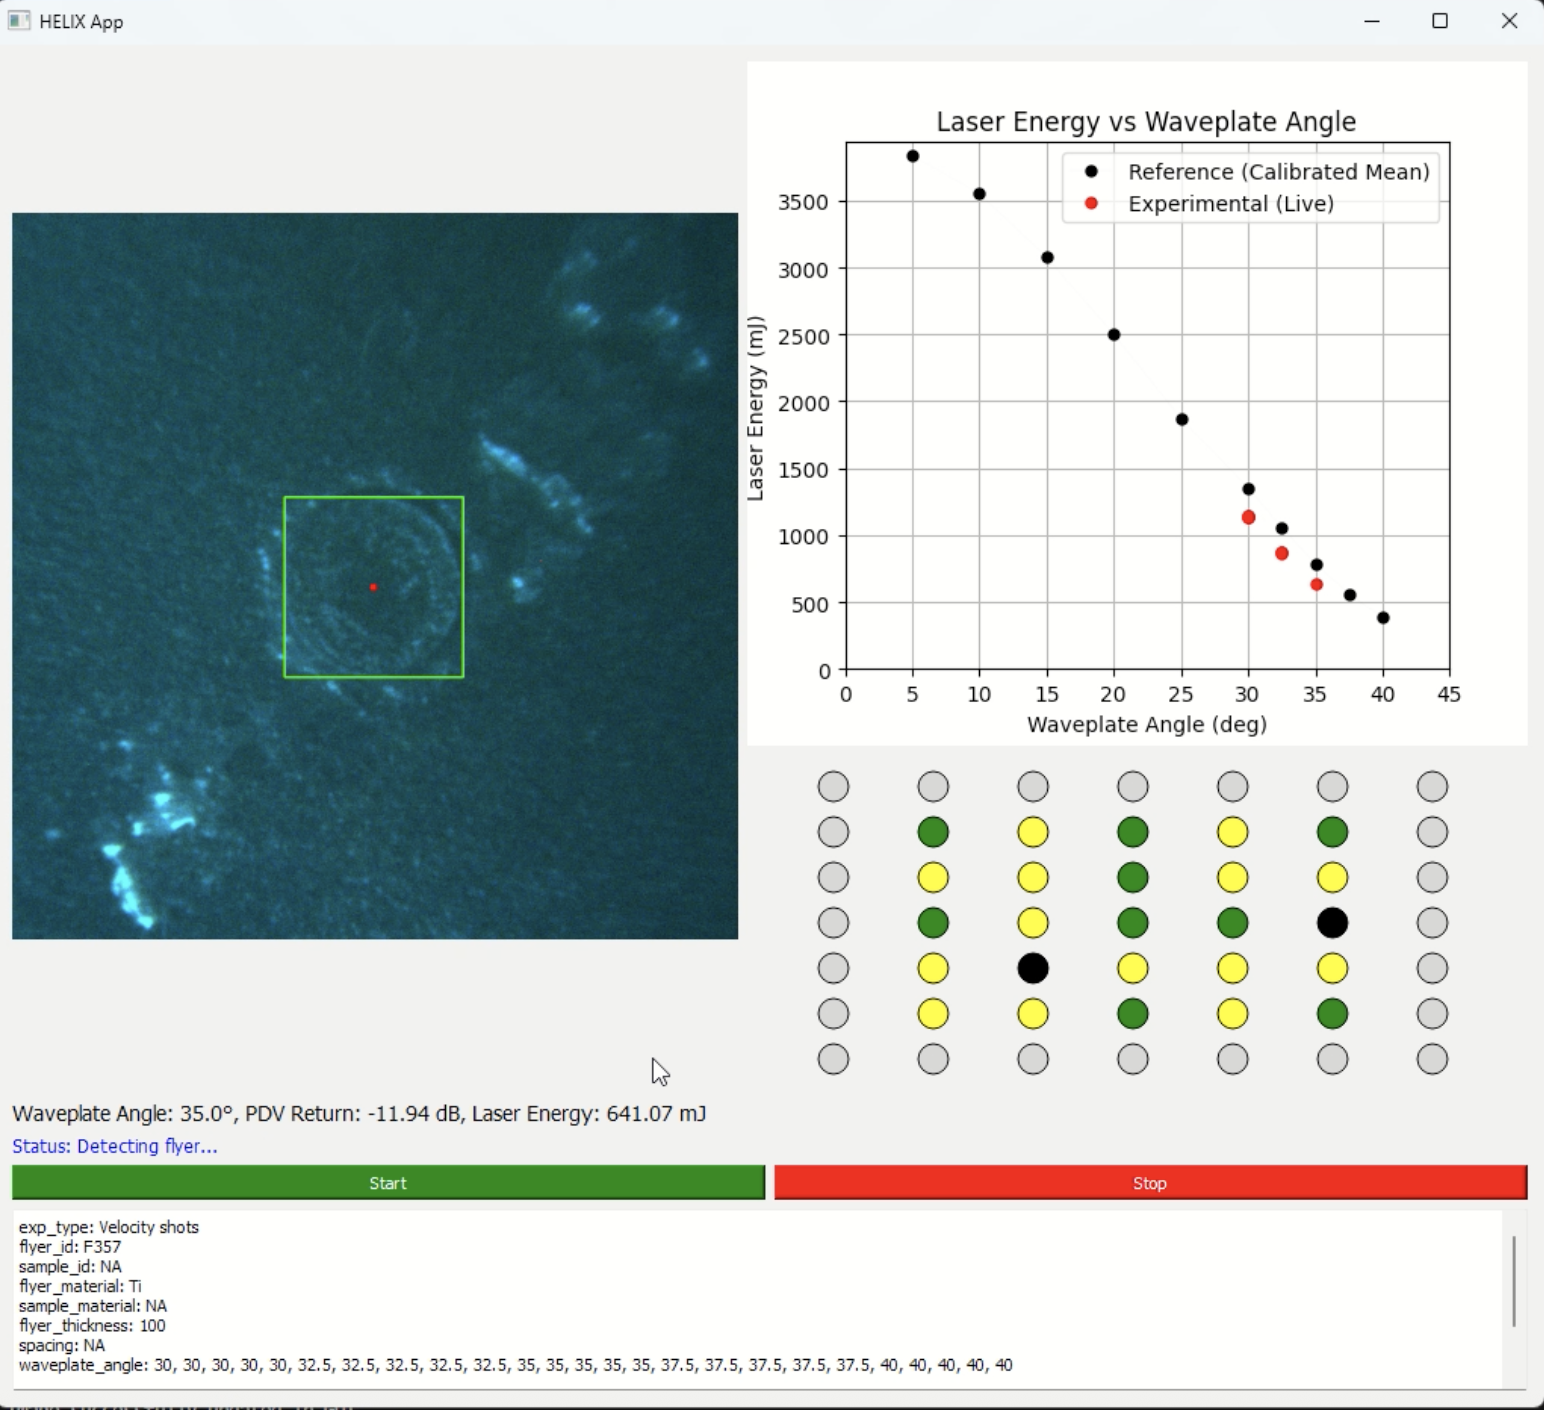 HELIX App
Laser Energy vs Waveplate Angle
Reference (Calibrated Mean)
Experimental (Live)
Laser Energy (mJ)
3500
3000
2500
2000
1500
1000
500
0
0 5 10 15 20 25 30 35 40 45
Waveplate Angle (deg)
Waveplate Angle: 35.0°, PDV Return: -11.94 dB, Laser Energy: 641.07 mJ
Status: Detecting flyer...
Start Stop
exp_type: Velocity shots
flyer_id: F357
sample_id: NA
flyer_material: Ti
sample_material: NA
flyer_thickness: 100
spacing: NA
waveplate_angle: 30, 30, 30, 30, 30, 32.5, 32.5, 32.5, 32.5, 32.5, 35, 35, 35, 35, 35, 37.5, 37.5, 37.5, 37.5, 37.5, 40, 40, 40, 40, 40